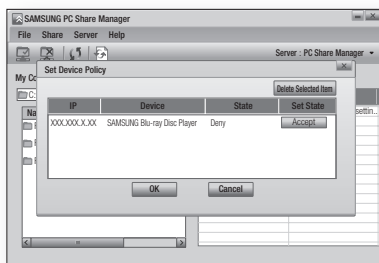 SAMSUNG PC Share Manager
File Share Server Help
Server : PC Share Manager
Set Device Policy
My Co
Delete Selected Item
C:
IP Device State Set State
Na
settin..
XXX.XXX.X.XX SAMSUNG Blu-ray Disc Player Deny Accept
OK Cancel